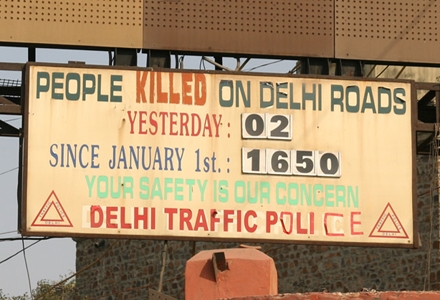 PEOPLE KILLED ON DELHI ROADS
YESTERDAY: 02
SINCE JANUARY 1st.: 1650
YOUR SAFETY IS OUR CONCERN
DELHI TRAFFIC POLICE